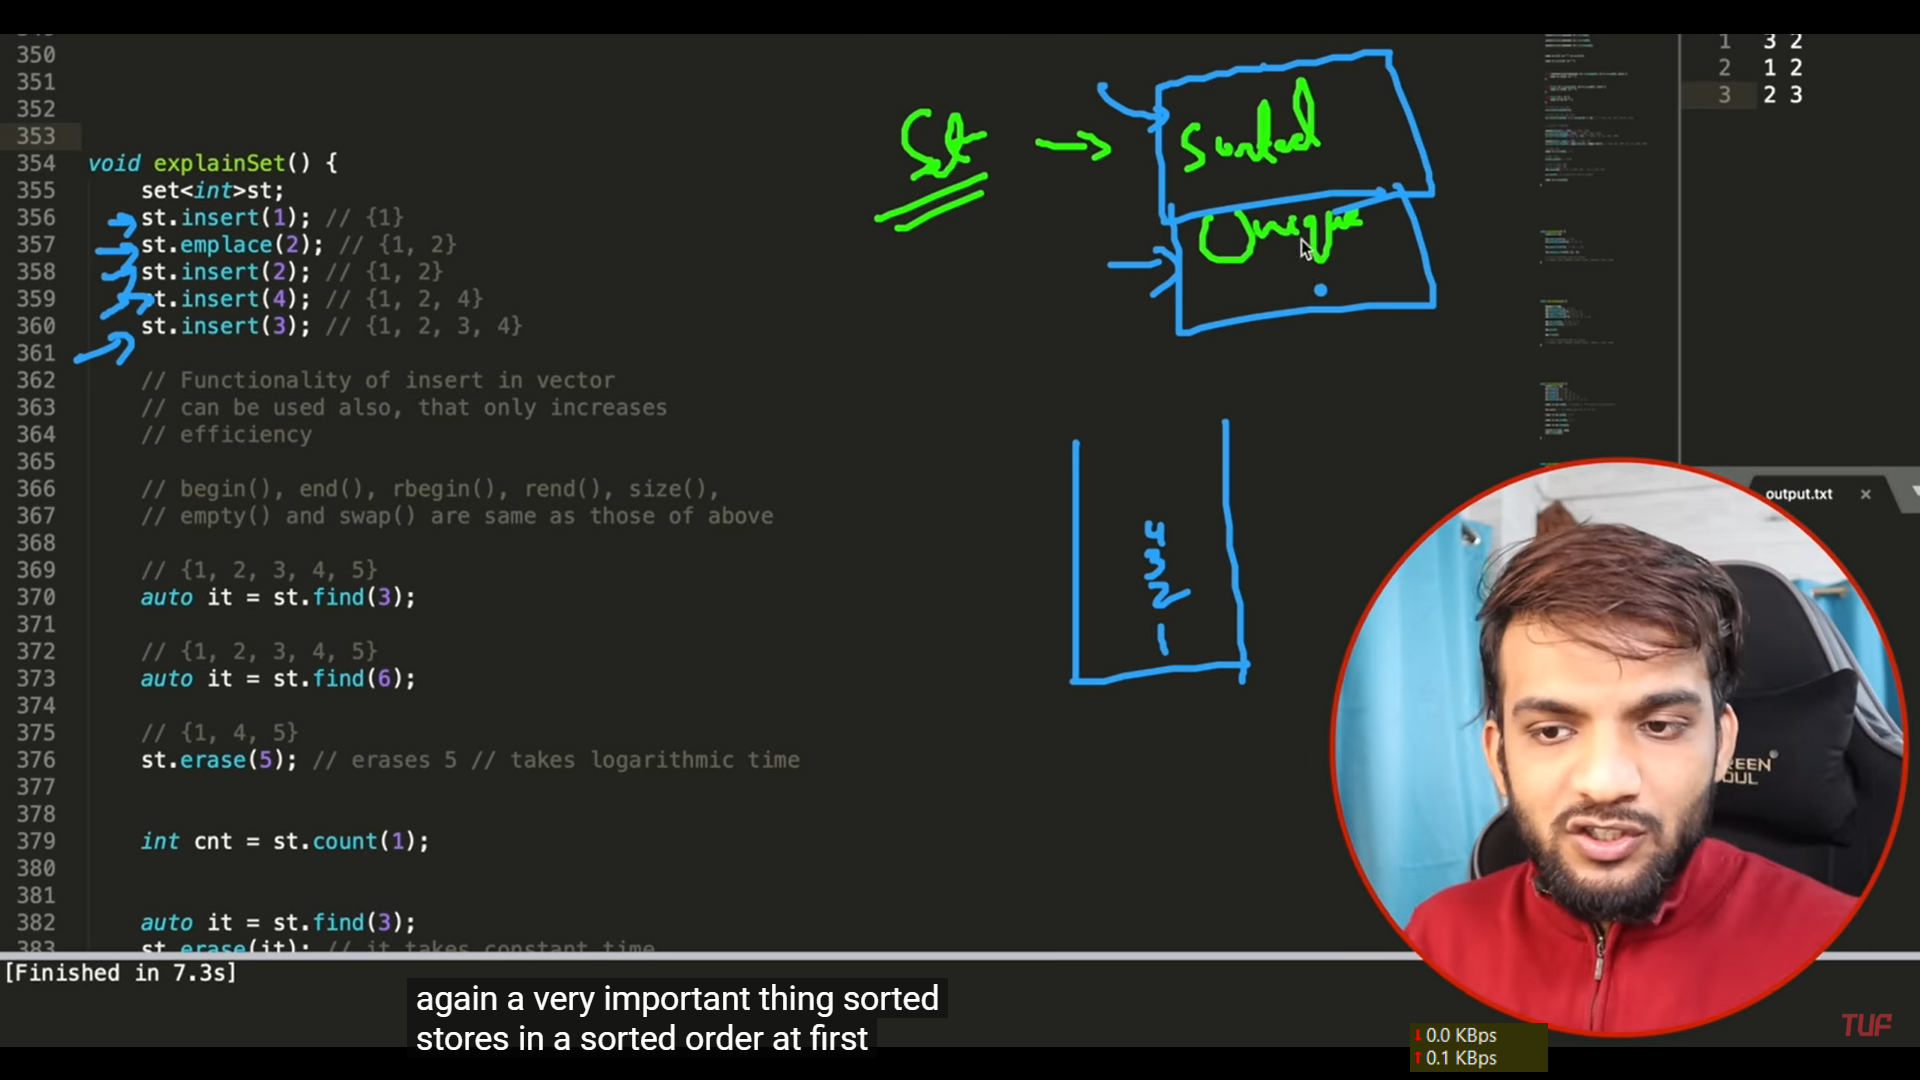 350
351
352
353
354 void explainSet() {
355 set<int>st;
356 st.insert(1); // {1}
357 st.emplace(2); // {1, 2}
358 st.insert(2); // {1, 2}
359 st.insert(4); // {1, 2, 4}
360 st.insert(3); // {1, 2, 3, 4}
361
362 // Functionality of insert in vector
363 // can be used also, that only increases
364 // efficiency
365
366 // begin(), end(), rbegin(), rend(), size(),
367 // empty() and swap() are same as those of above
368
369 // {1, 2, 3, 4, 5}
370 auto it = st.find(3);
371
372 // {1, 2, 3, 4, 5}
373 auto it = st.find(6);
374
375 // {1, 4, 5}
376 st.erase(5); // erases 5 // takes logarithmic time
377
378
379 int cnt = st.count(1);
380
381
382 auto it = st.find(3);
383 st.erase(it); // it takes constant time
Set → Sorted
Unique
4
3
2
1
1 3 2
2 1 2
3 2 3
output.txt ×
REEN
OUL
[Finished in 7.3s]
again a very important thing sorted
stores in a sorted order at first
TUF
0.0 KBps
0.1 KBps